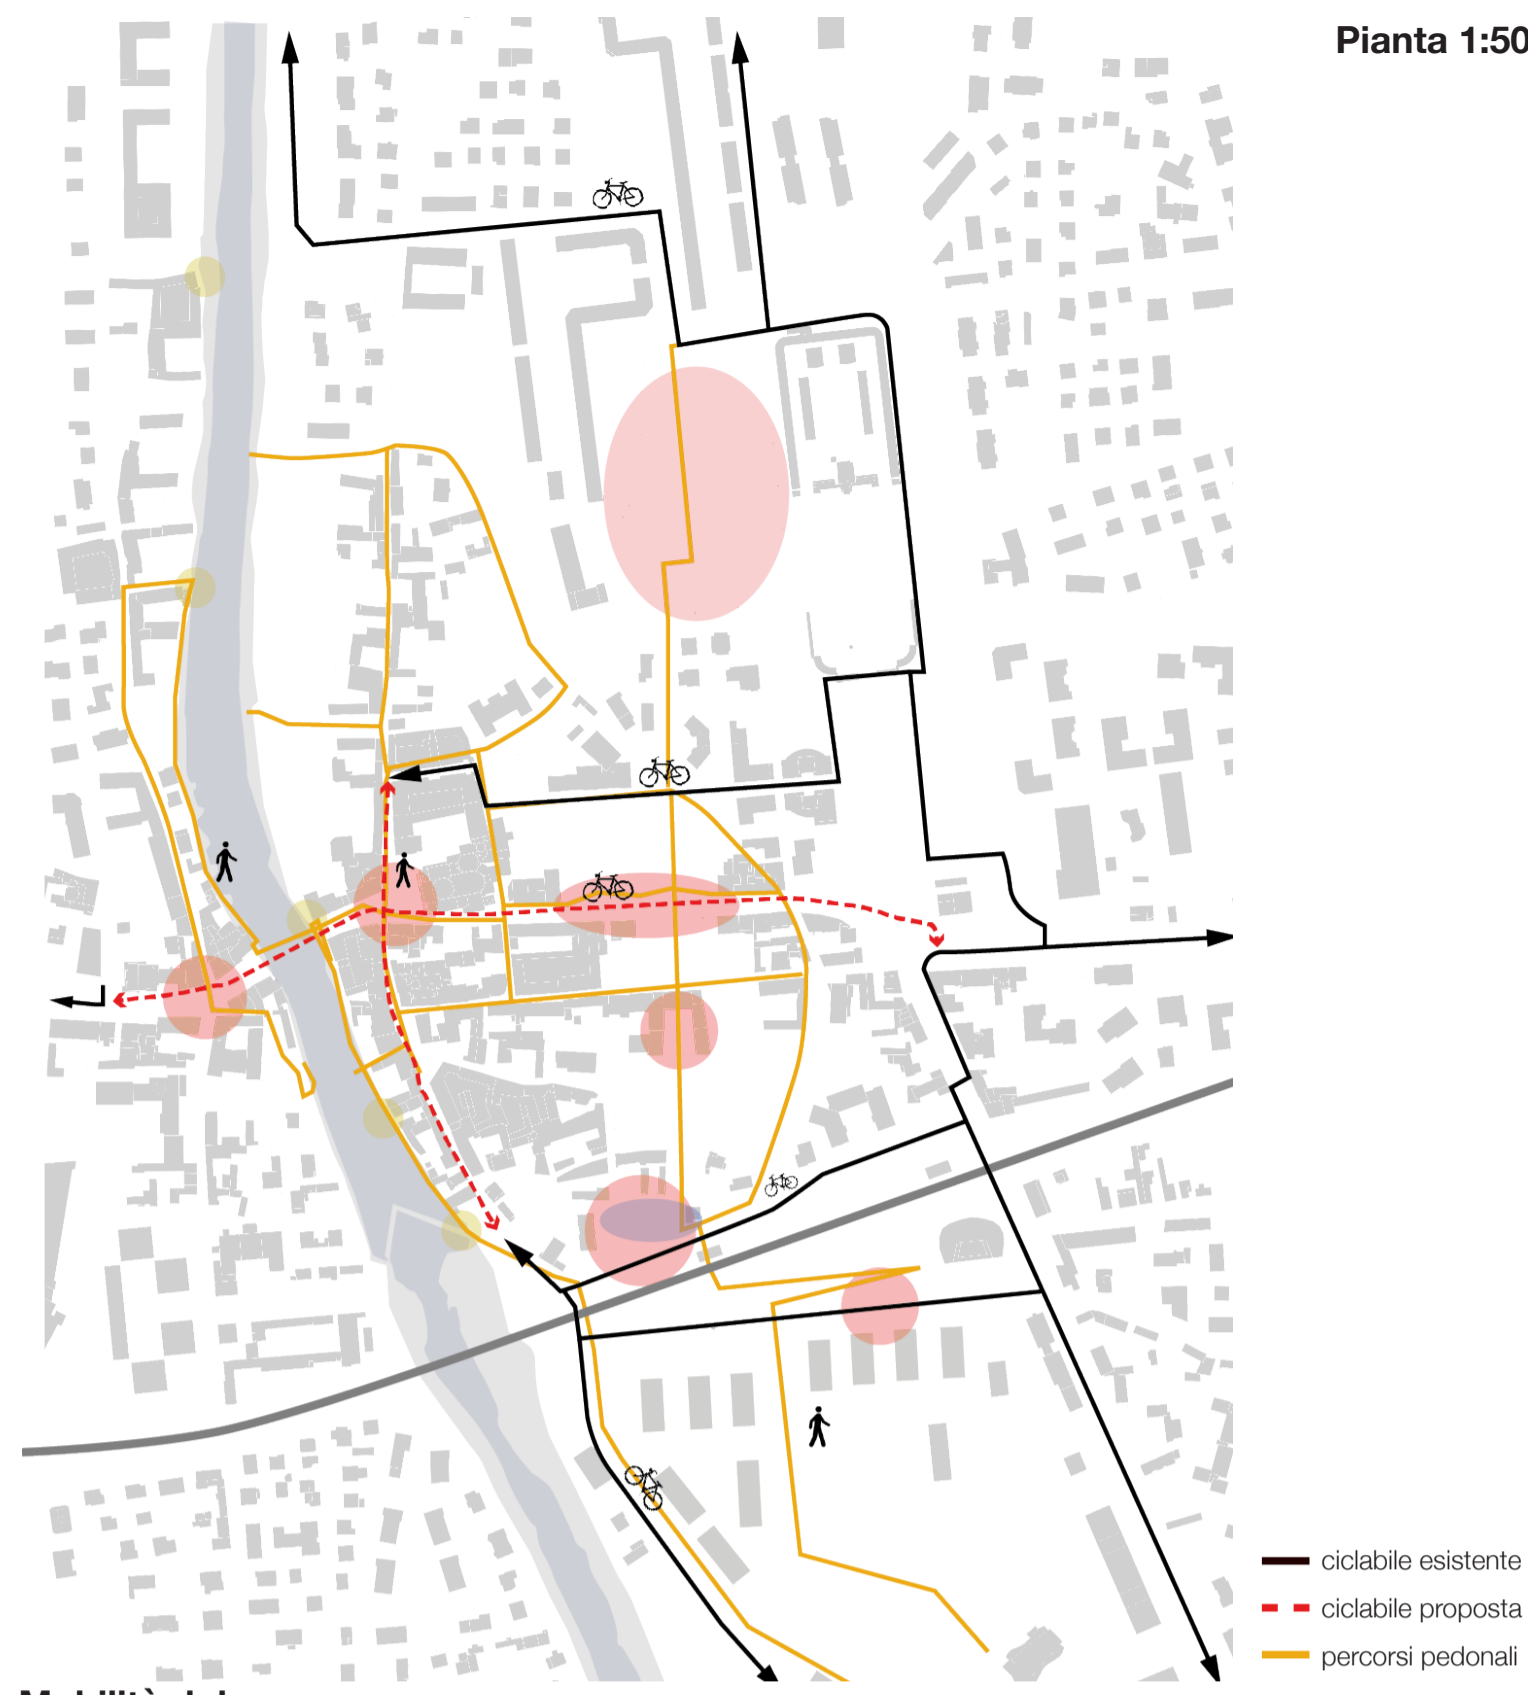 Pianta 1:50
ciclabile esistente
ciclabile proposta
percorsi pedonali